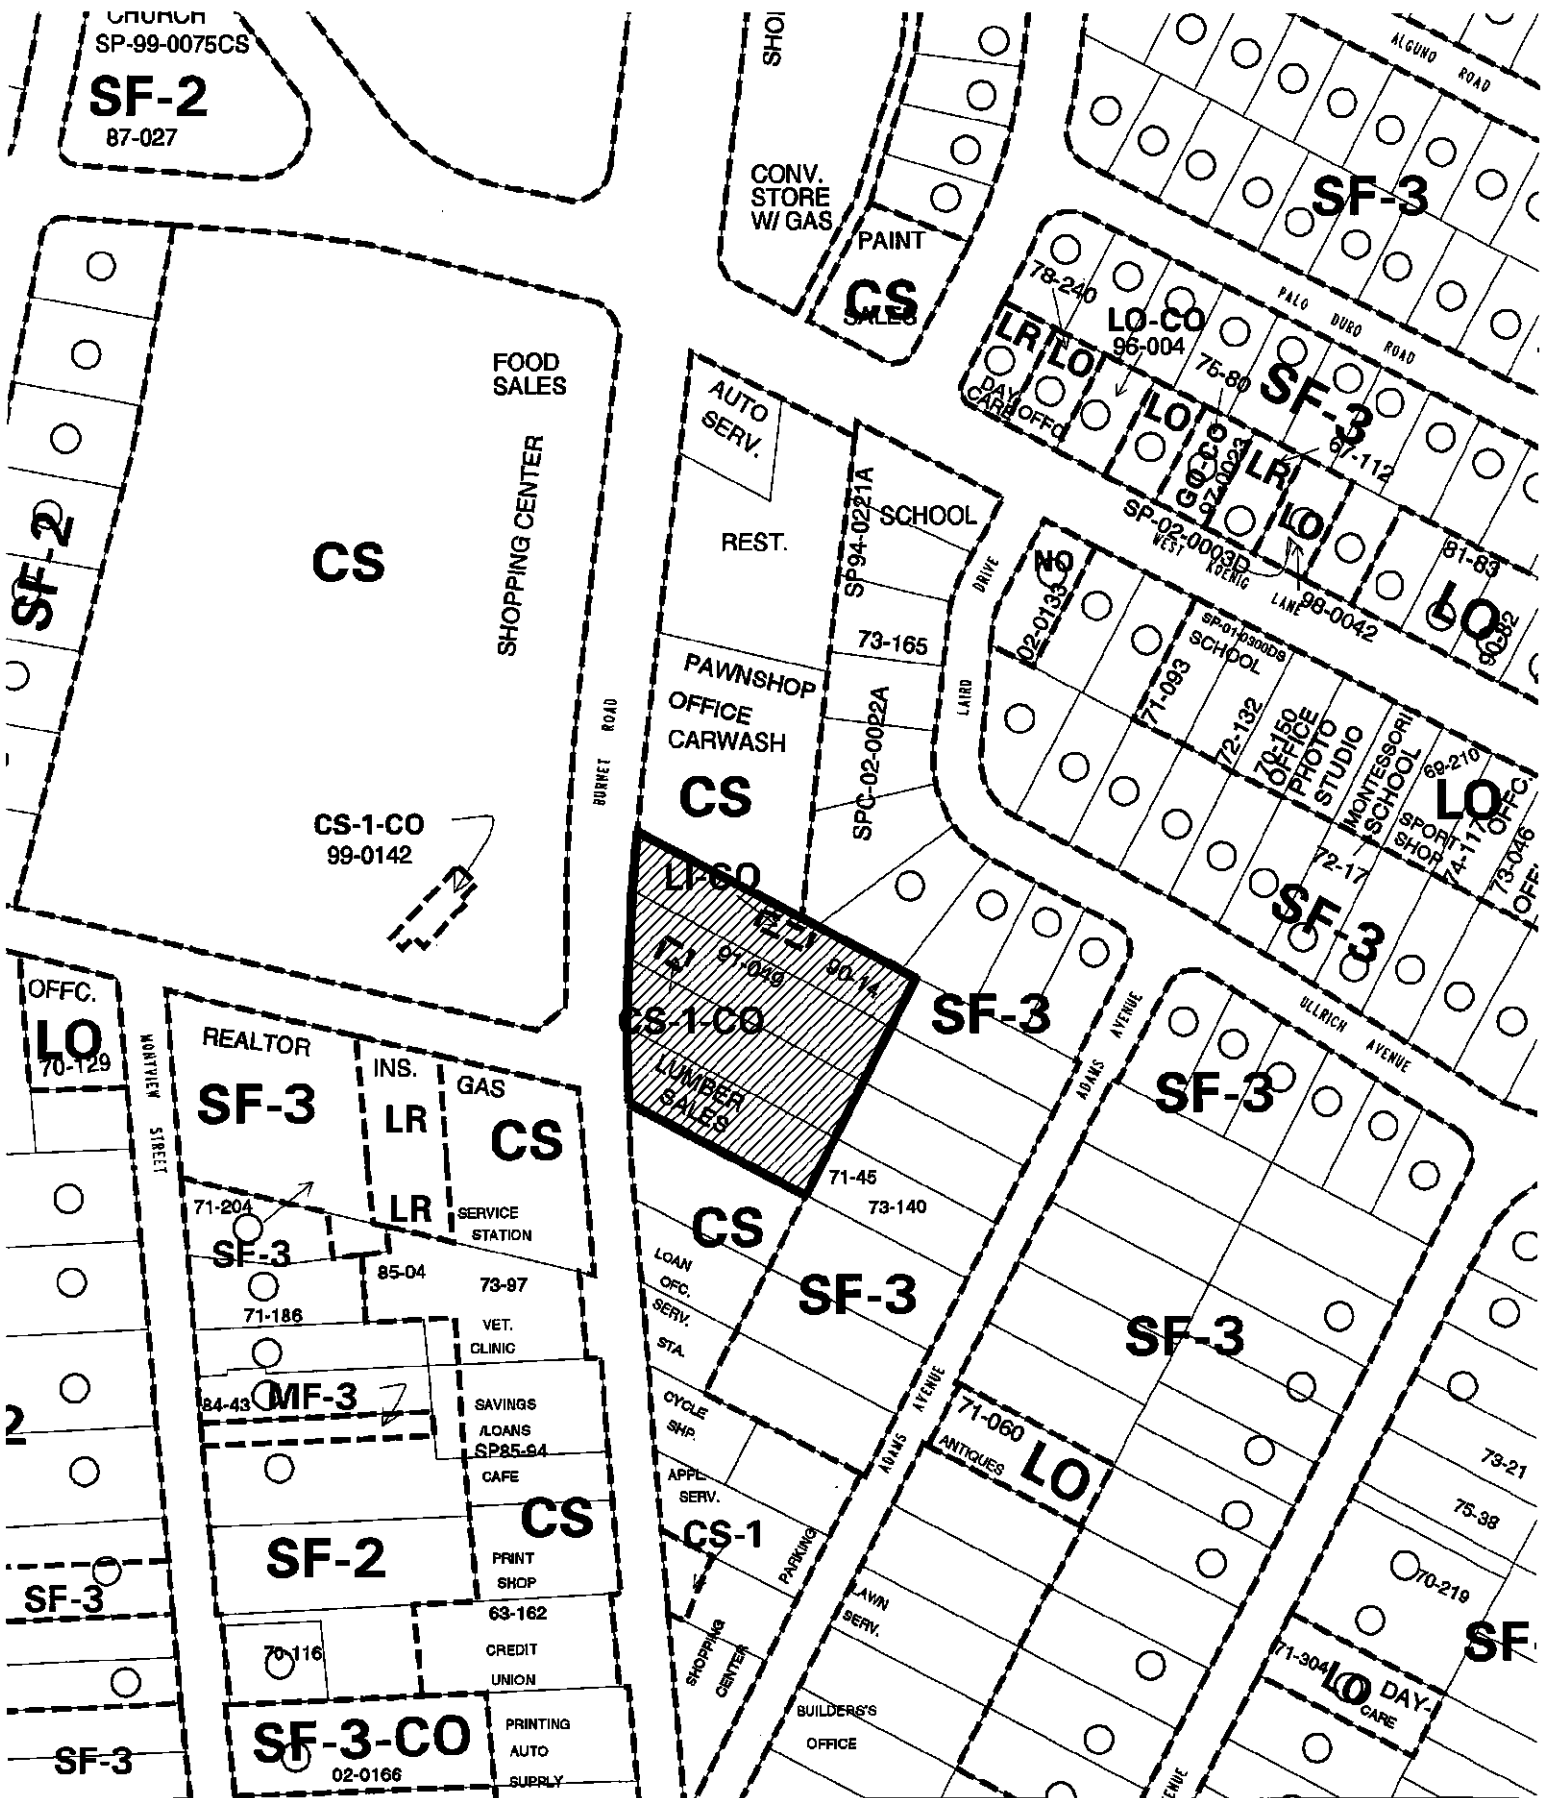 CHURCH
SP-99-0075CS
SF-2
87-027
CONV.
STORE
W/ GAS
PAINT
CS
SALES
ALGUNO ROAD
SF-3
PALO DURO ROAD
78-240
LR
LO
LO-CO
96-004
75-80
SF-3
DAY
CARE
OFFC
LO
GO-CO
97-0023
LR
67-112
LO
SP-02-0003D
WEST KOENIG LANE
98-0042
81-83
LO
90-82
FOOD
SALES
SHOPPING CENTER
CS
SF-2
AUTO
SERV.
REST.
SP94-0221A
SCHOOL
73-165
LAIRD DRIVE
NO
02-0133
SP-01-0300DS
SCHOOL
71-093
72-132
70-150
OFFICE
PHOTO
STUDIO
MONTESSORI
SCHOOL
69-210
LO
OFFC.
SPORT
SHOP
74-117
73-046
72-17
SF-3
PAWNSHOP
OFFICE
CARWASH
CS
SPC-02-0022A
BURNET ROAD
CS-1-CO
99-0142
LI-CO
91-049
90-14
CS-1-CO
LUMBER
SALES
SF-3
ADAMS AVENUE
ULLRICH AVENUE
SF-3
OFFC.
LO
70-129
MONTVIEW STREET
REALTOR
SF-3
INS.
LR
GAS
CS
LR
SERVICE
STATION
71-204
SF-3
85-04
73-97
71-186
VET.
CLINIC
84-43
MF-3
SAVINGS
/LOANS
SP85-94
CAFE
CS
SF-2
PRINT
SHOP
63-162
SF-3
70-116
CREDIT
UNION
SF-3-CO
02-0166
PRINTING
AUTO
SUPPLY
SF-3
71-45
73-140
CS
LOAN
OFC.
SERV.
STA.
SF-3
CYCLE
SHP.
APPL.
SERV.
CS-1
PARKING
SHOPPING
CENTER
ADAMS AVENUE
SF-3
71-060
ANTIQUES
LO
LAWN
SERV.
BUILDERS'S
OFFICE
73-21
75-38
70-219
SF-
71-304
LO
DAY-
CARE